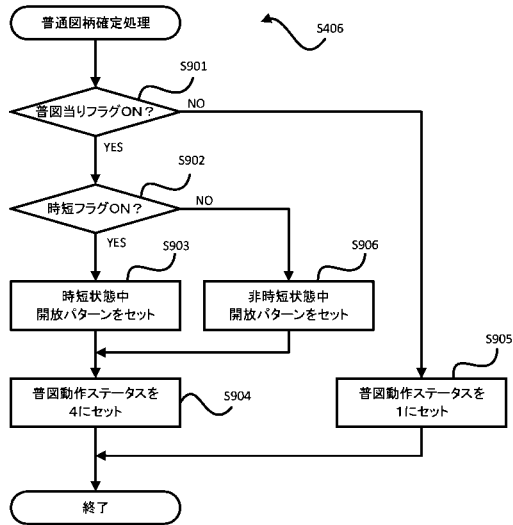 普通図柄確定処理
S406
S901
普図当りフラグON?
NO
YES
S902
時短フラグON?
NO
YES
S903
時短状態中
開放パターンをセット
S906
非時短状態中
開放パターンをセット
S905
普図動作ステータスを
4にセット
S904
普図動作ステータスを
1にセット
終了